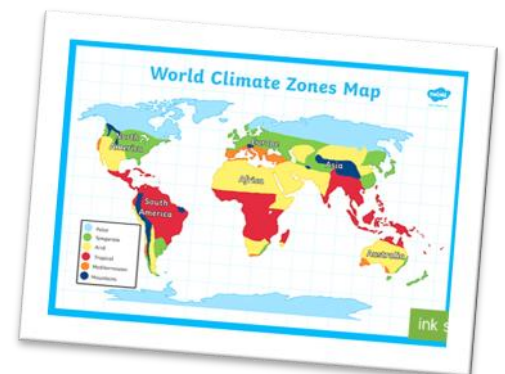 World Climate Zones Map
twinkl
North
America
Europe
Asia
Africa
South
America
Australia
Polar
Temperate
Arid
Tropical
Mediterranean
Mountains
ink s